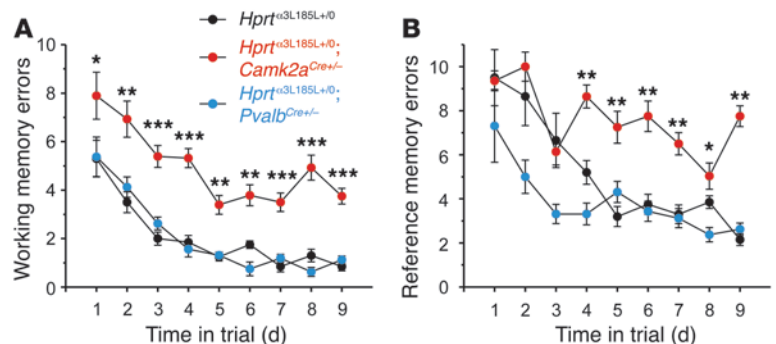 A
Hprtα3L185L+/0
Hprtα3L185L+/0;
Camk2aCre+/–
Hprtα3L185L+/0;
PvalbCre+/–
Working memory errors
10
8
6
4
2
0
* ** *** *** ** ** *** *** ***
1 2 3 4 5 6 7 8 9
Time in trial (d)
B
Reference memory errors
10
8
6
4
2
0
** ** ** ** * **
1 2 3 4 5 6 7 8 9
Time in trial (d)